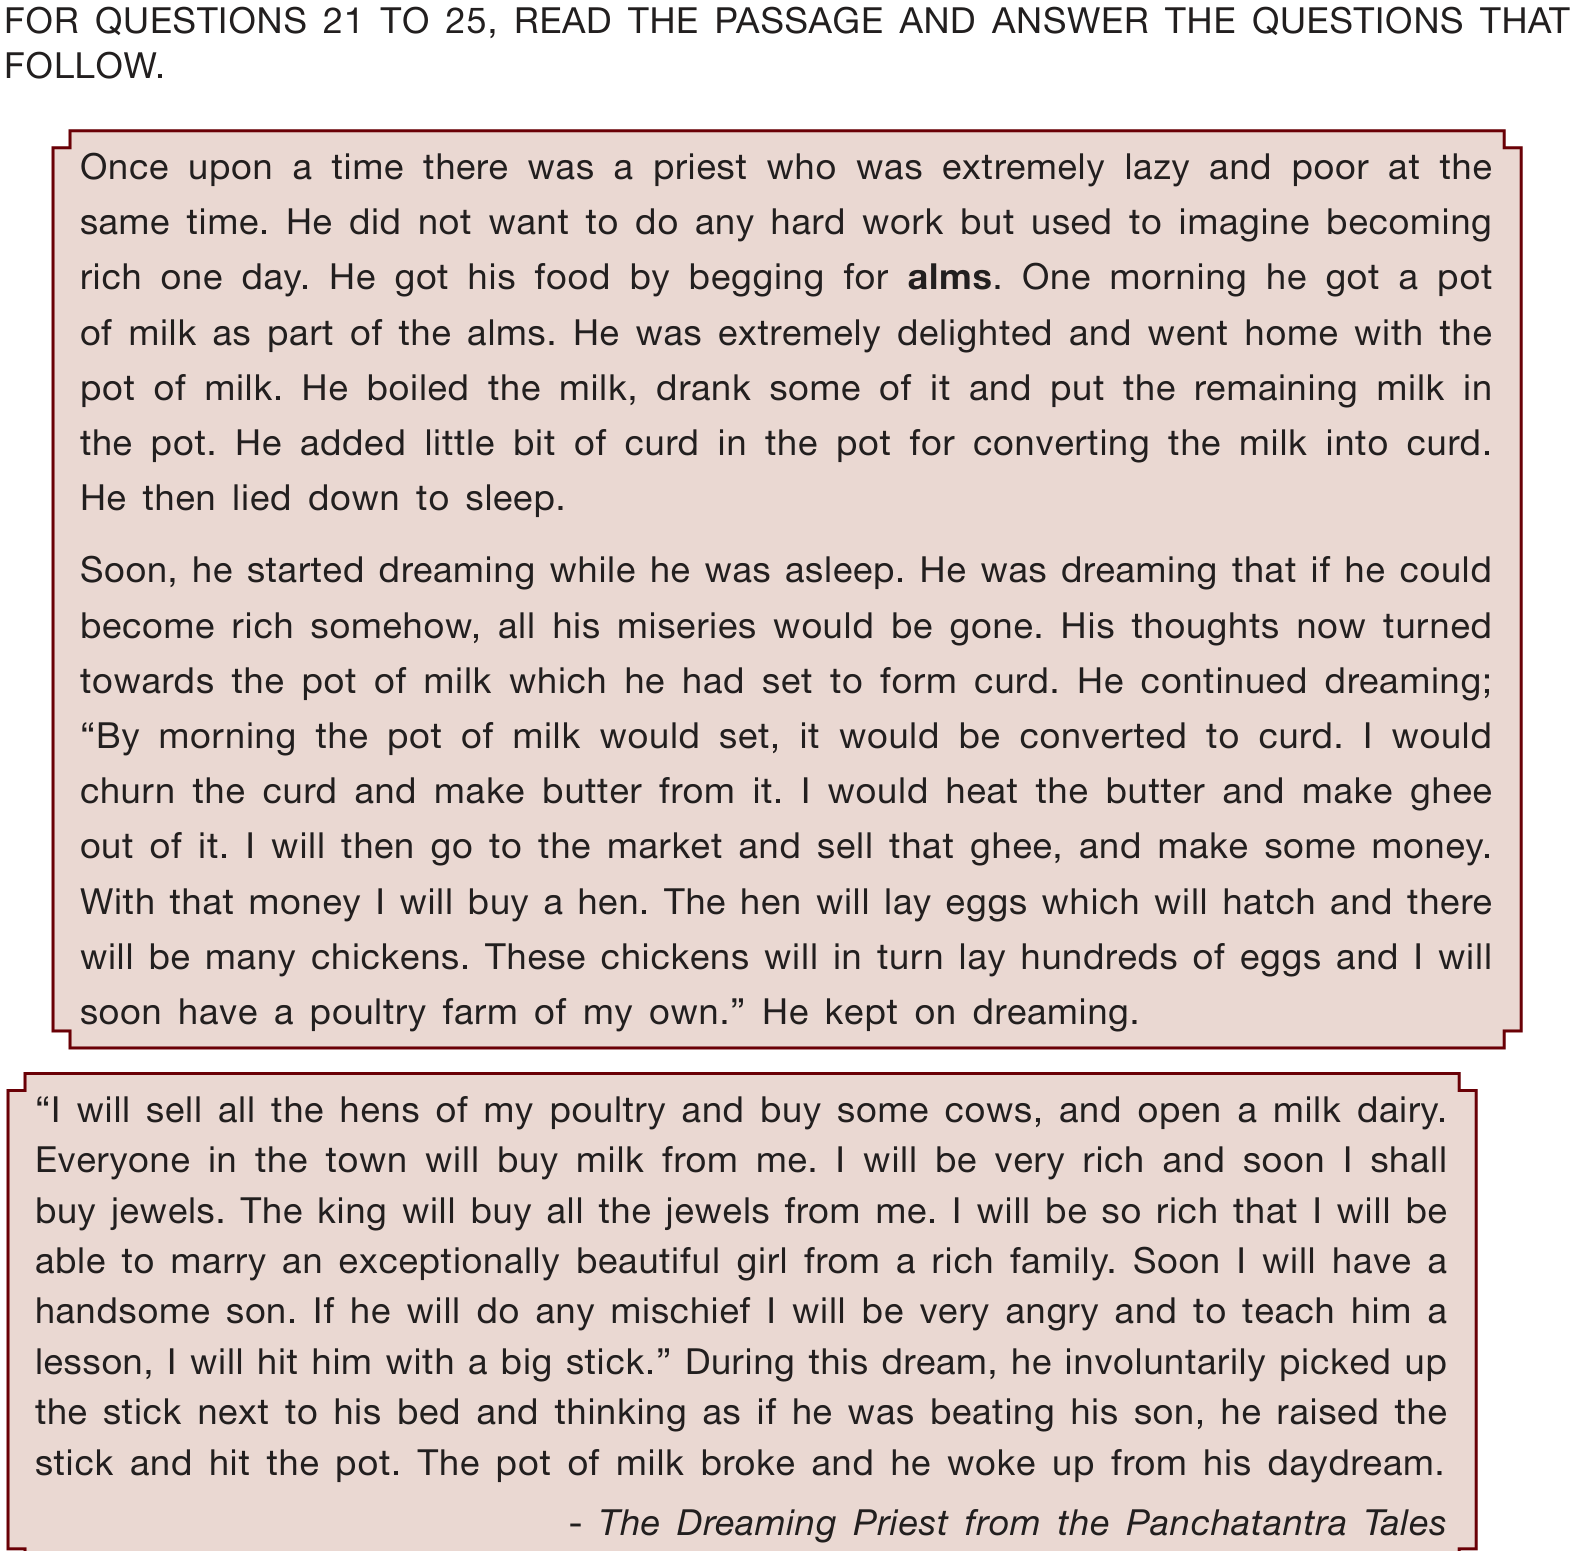 FOR QUESTIONS 21 TO 25, READ THE PASSAGE AND ANSWER THE QUESTIONS THAT
FOLLOW.
Once upon a time there was a priest who was extremely lazy and poor at the
same time. He did not want to do any hard work but used to imagine becoming
rich one day. He got his food by begging for alms. One morning he got a pot
of milk as part of the alms. He was extremely delighted and went home with the
pot of milk. He boiled the milk, drank some of it and put the remaining milk in
the pot. He added little bit of curd in the pot for converting the milk into curd.
He then lied down to sleep.
Soon, he started dreaming while he was asleep. He was dreaming that if he could
become rich somehow, all his miseries would be gone. His thoughts now turned
towards the pot of milk which he had set to form curd. He continued dreaming;
“By morning the pot of milk would set, it would be converted to curd. I would
churn the curd and make butter from it. I would heat the butter and make ghee
out of it. I will then go to the market and sell that ghee, and make some money.
With that money I will buy a hen. The hen will lay eggs which will hatch and there
will be many chickens. These chickens will in turn lay hundreds of eggs and I will
soon have a poultry farm of my own.” He kept on dreaming.
“I will sell all the hens of my poultry and buy some cows, and open a milk dairy.
Everyone in the town will buy milk from me. I will be very rich and soon I shall
buy jewels. The king will buy all the jewels from me. I will be so rich that I will be
able to marry an exceptionally beautiful girl from a rich family. Soon I will have a
handsome son. If he will do any mischief I will be very angry and to teach him a
lesson, I will hit him with a big stick.” During this dream, he involuntarily picked up
the stick next to his bed and thinking as if he was beating his son, he raised the
stick and hit the pot. The pot of milk broke and he woke up from his daydream.
- The Dreaming Priest from the Panchatantra Tales